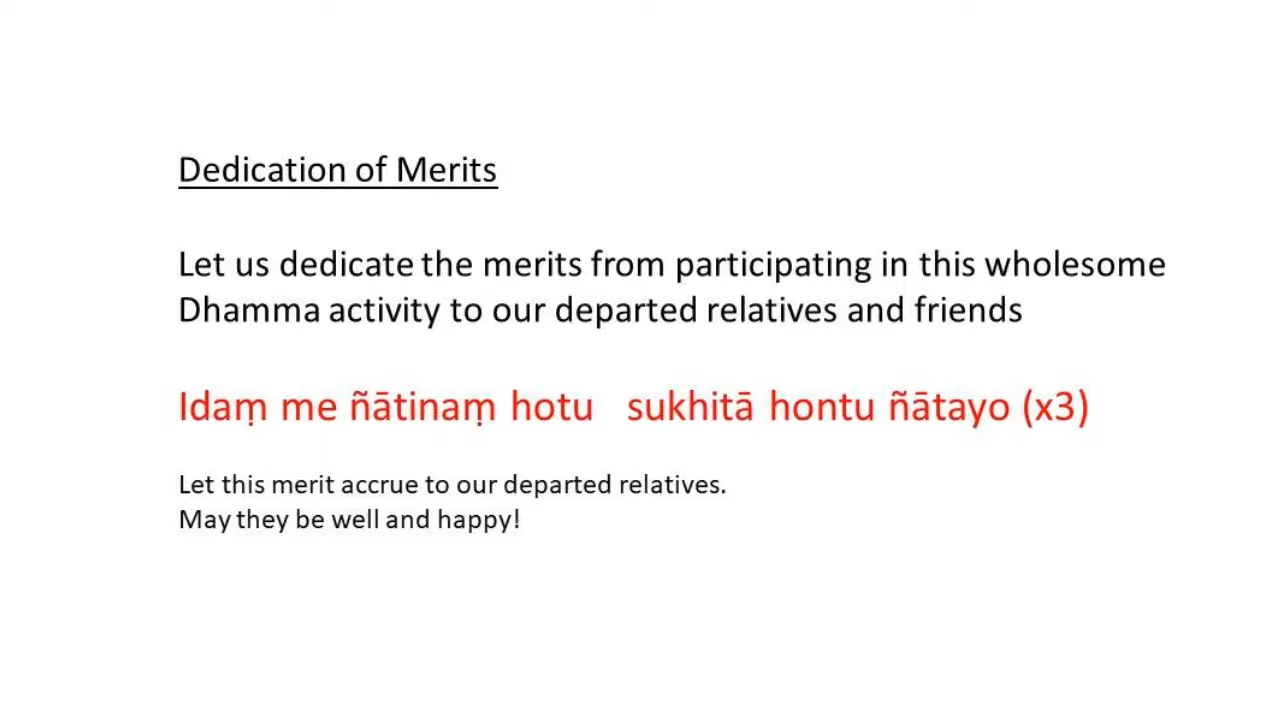 Dedication of Merits
Let us dedicate the merits from participating in this wholesome
Dhamma activity to our departed relatives and friends
Idaṃ me ñātinaṃ hotu sukhitā hontu ñātayo (x3)
Let this merit accrue to our departed relatives.
May they be well and happy!